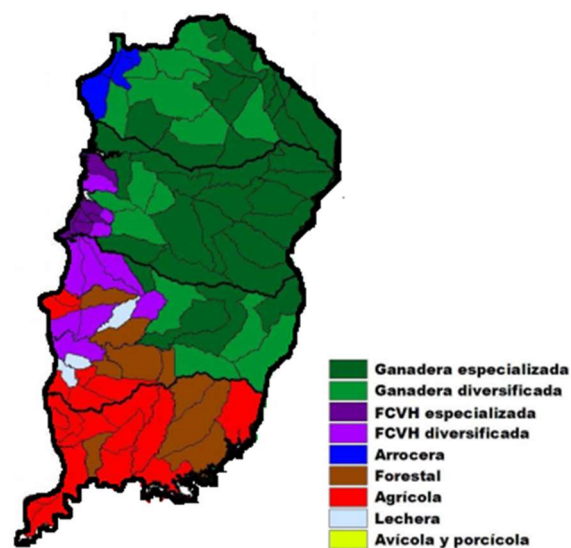 Ganadera especializada
Ganadera diversificada
FCVH especializada
FCVH diversificada
Arrocera
Forestal
Agrícola
Lechera
Avícola y porcícola